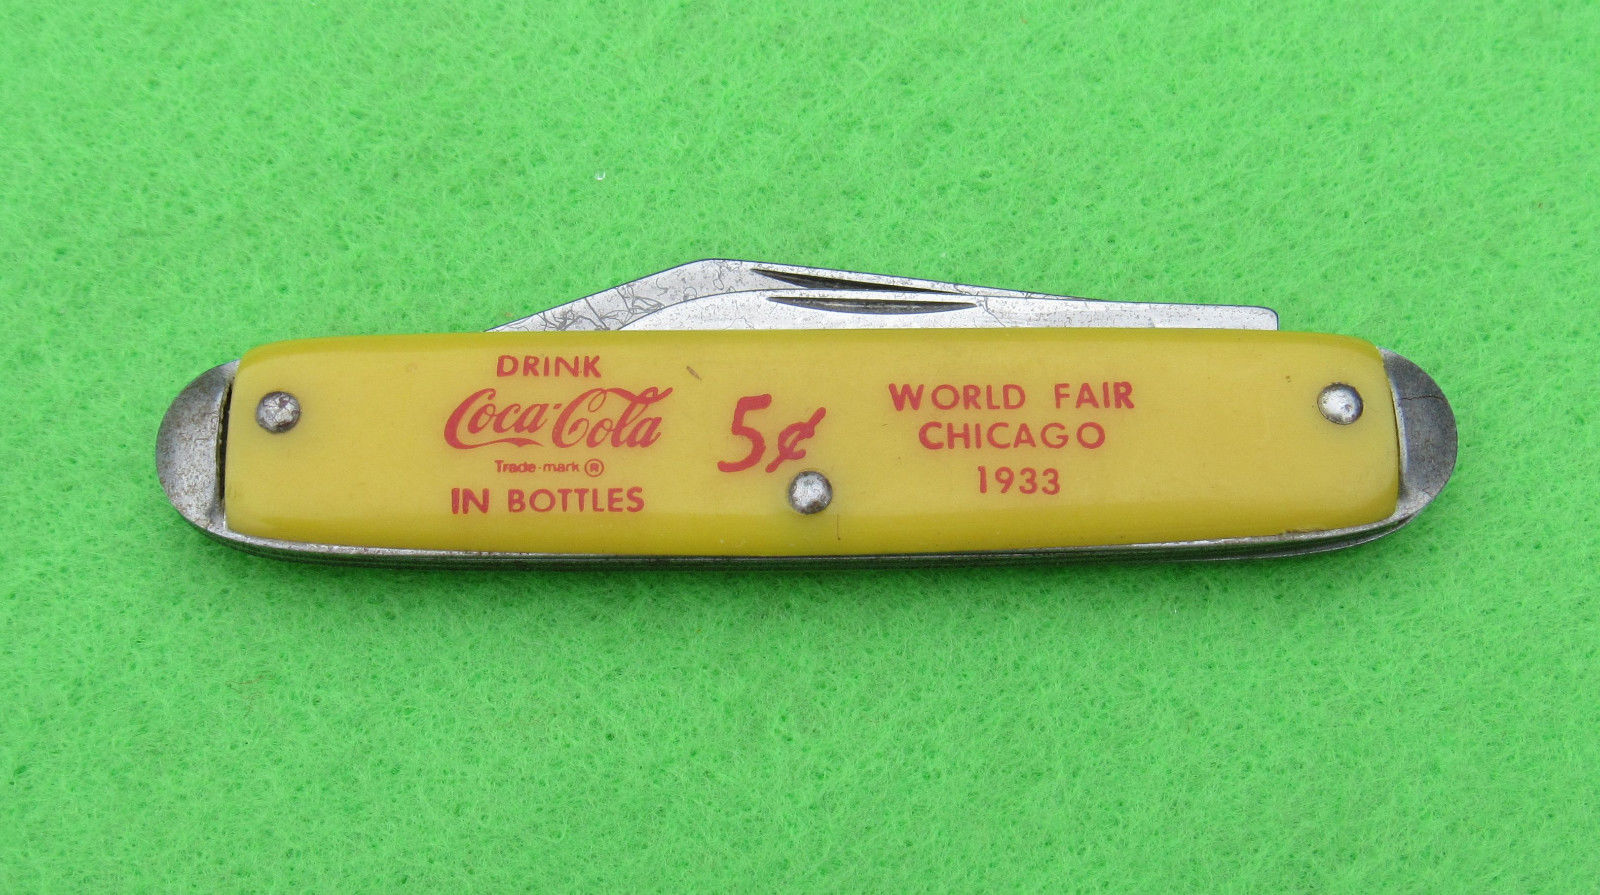 DRINK
Coca-Cola
Trade-mark ®
IN BOTTLES
5¢
WORLD FAIR
CHICAGO
1933